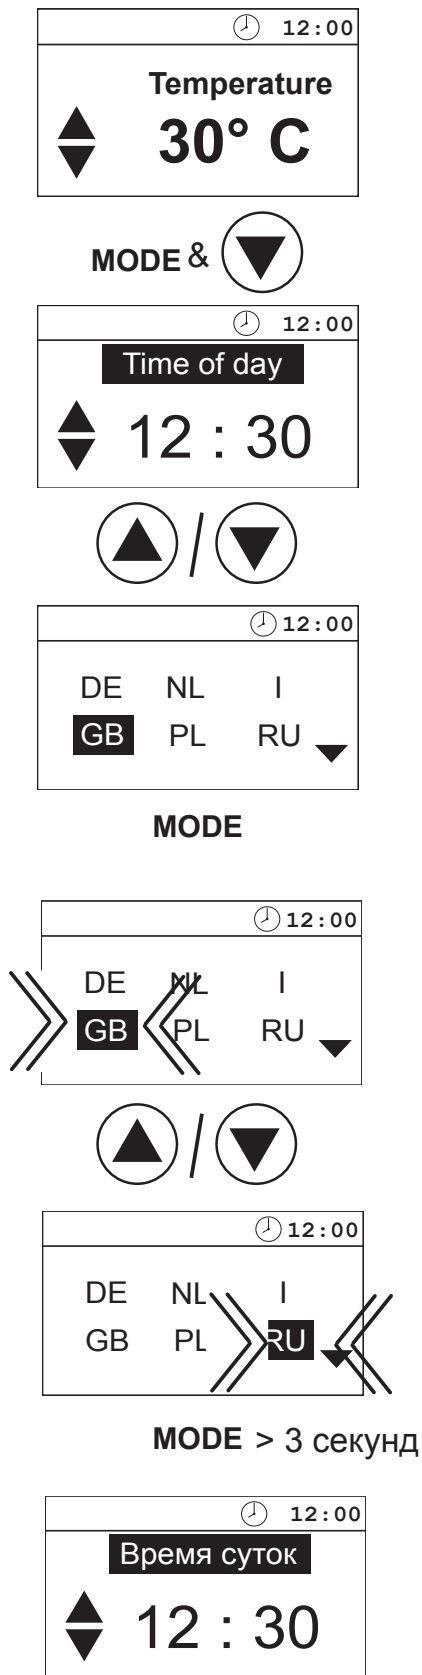 12:00
Temperature
30° C
MODE &
12:00
Time of day
12 : 30
/
12:00
DE NL I
GB PL RU
MODE
12:00
DE NL I
GB PL RU
/
12:00
DE NL I
GB PL RU
MODE > 3 секунд
12:00
Время суток
12 : 30